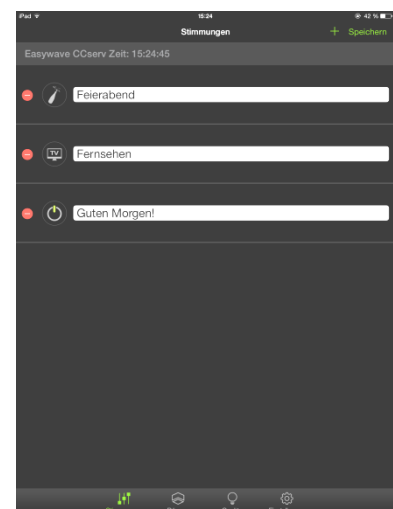 iPad 15:24 42 %
Stimmungen + Speichern
Easywave CCserv Zeit: 15:24:45
Feierabend
TV Fernsehen
Guten Morgen!